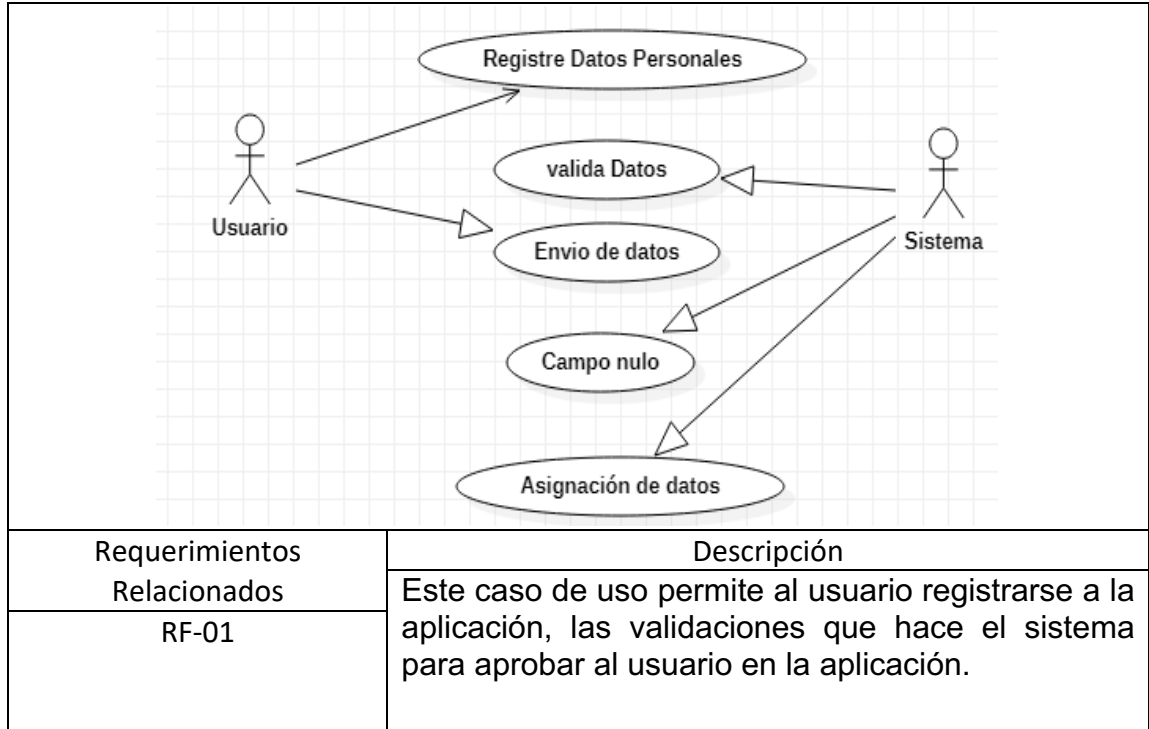 Registre Datos Personales
valida Datos
Usuario
Envio de datos
Sistema
Campo nulo
Asignación de datos
Requerimientos
Relacionados
RF-01
Descripción
Este caso de uso permite al usuario registrarse a la
aplicación, las validaciones que hace el sistema
para aprobar al usuario en la aplicación.